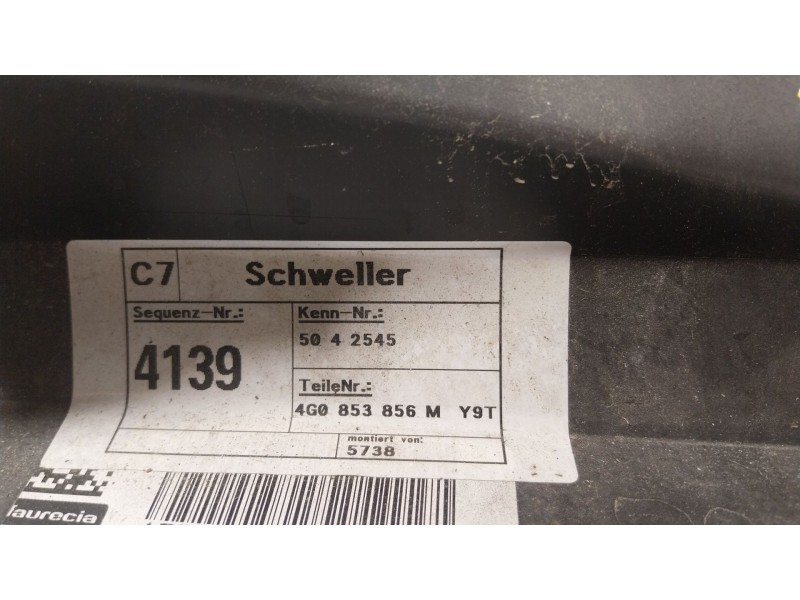 C7 Schweller
Sequenz-Nr.: Kenn-Nr.:
50 4 2545
4139
TeileNr.:
4G0 853 856 M Y9T
montiert von:
5738
faurecia